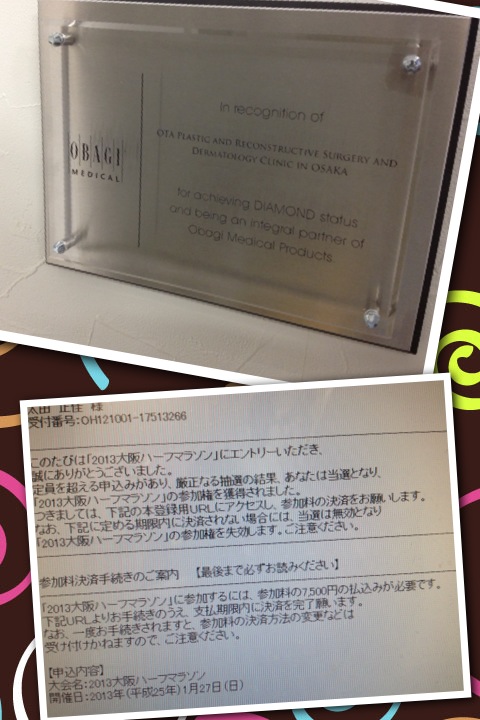 OBAGI
MEDICAL
In recognition of
OTA PLASTIC AND RECONSTRUCTIVE SURGERY AND
DERMATOLOGY CLINIC IN OSAKA
for achieving DIAMOND status
and being an integral partner of
Obagi Medical Products.
太田 正佳 様
受付番号:OH121001-17513266
このたびは「2013大阪ハーフマラソン」にエントリーいただき、
誠にありがとうございました。
定員を超える申込みがあり、厳正なる抽選の結果、あなたは当選となり、
「2013大阪ハーフマラソン」の参加権を獲得されました。
つきましては、下記の本登録用URLにアクセスし、参加料の決済をお願いします。
なお、下記に定める期限内に決済されない場合には、当選は無効となり
「2013大阪ハーフマラソン」の参加権を失効します。ご注意ください。
参加料決済手続きのご案内 【最後まで必ずお読みください】
「2013大阪ハーフマラソン」に参加するには、参加料の7,500円の払込みが必要です。
下記URLよりお手続きのうえ、支払期限内に決済を完了願います。
なお、一度お手続きされますと、参加料の決済方法の変更などは
受け付けかねますので、ご注意ください。
【申込内容】
大会名:2013大阪ハーフマラソン
開催日:2013年(平成25年)1月27日(日)